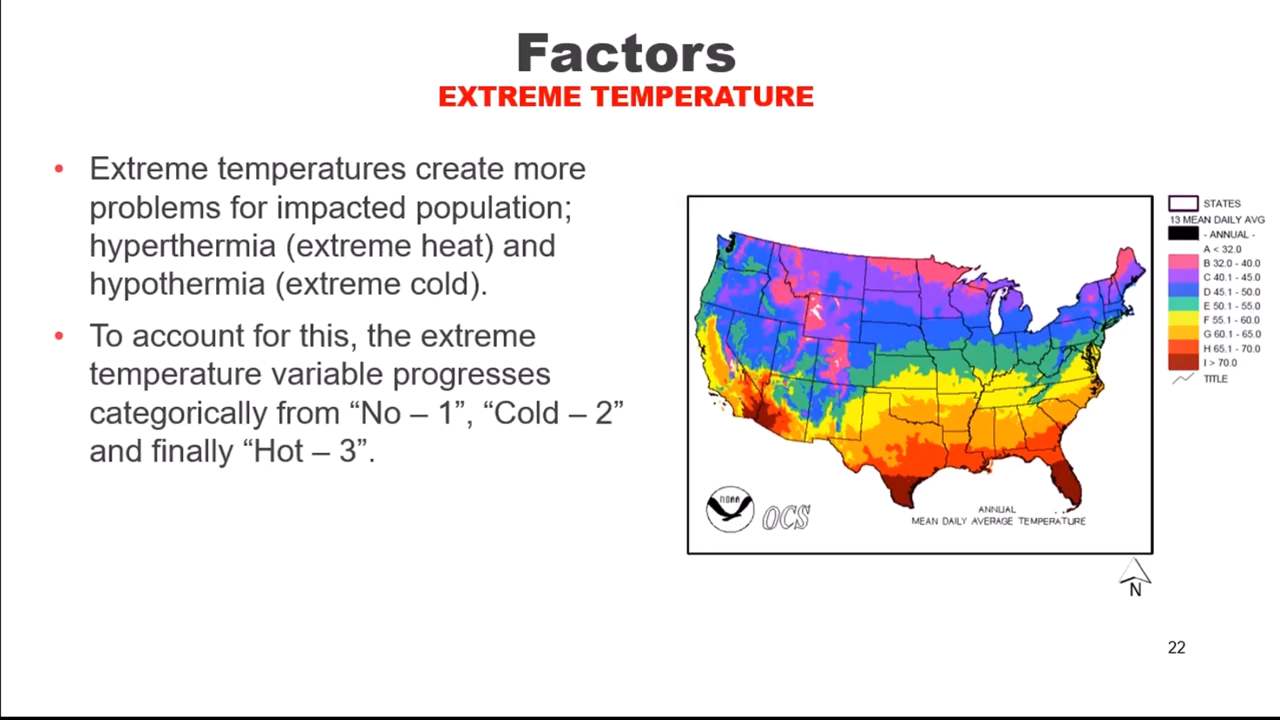 Factors
EXTREME TEMPERATURE
• Extreme temperatures create more
problems for impacted population;
hyperthermia (extreme heat) and
hypothermia (extreme cold).
• To account for this, the extreme
temperature variable progresses
categorically from “No – 1”, “Cold – 2”
and finally “Hot – 3”.
NOAA
OCS
ANNUAL
MEAN DAILY AVERAGE TEMPERATURE
STATES
13 MEAN DAILY AVG
- ANNUAL -
A < 32.0
B 32.0 - 40.0
C 40.1 - 45.0
D 45.1 - 50.0
E 50.1 - 55.0
F 55.1 - 60.0
G 60.1 - 65.0
H 65.1 - 70.0
I > 70.0
TITLE
N
22